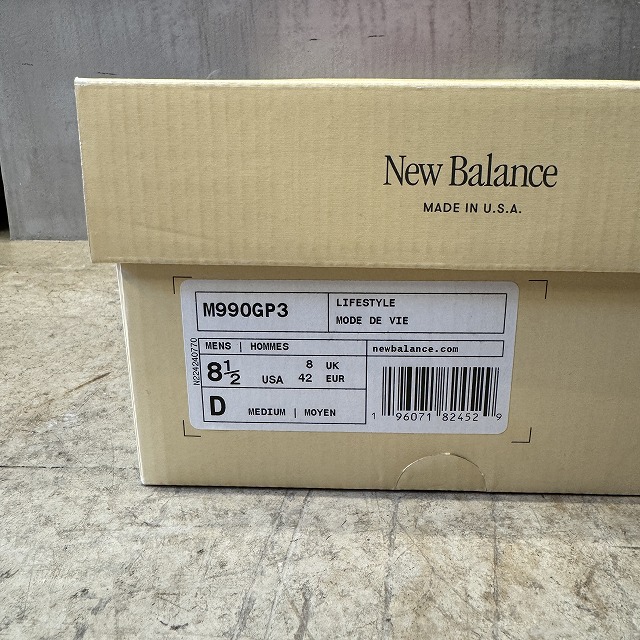 New Balance
MADE IN U.S.A.
M990GP3
LIFESTYLE
MODE DE VIE
MENS | HOMMES
newbalance.com
8½ USA
8 UK
42 EUR
D MEDIUM | MOYEN
1 96071 82452 9
N224240770